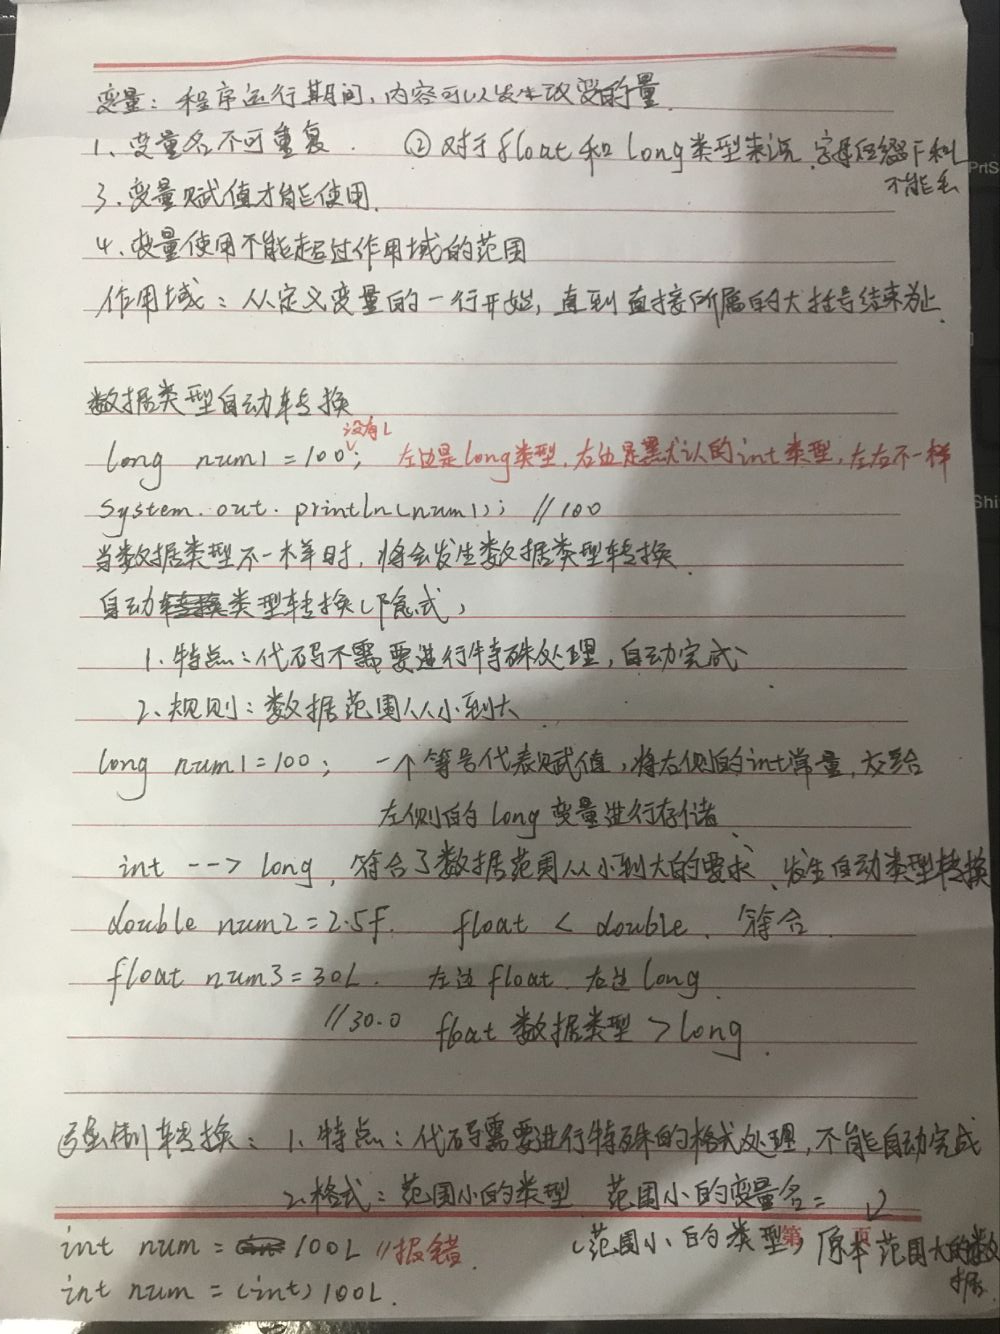 变量：程序运行期间，内容可以发生改变的量.
1、变量名不可重复. ② 对于float和long类型来说，字母后缀F和L
不能丢
3、变量赋值才能使用.
4、变量使用不能超过作用域的范围
作用域：从定义变量的一行开始，直到直接所属的大括号结束为止.
数据类型自动转换
没有L
long num1 = 100; 左边是long类型，右边是默认的int类型，左右不一样
System.out.println(num1); //100
当数据类型不一样时，将会发生数据类型转换.
自动类型转换(隐式)
1、特点：代码不需要进行特殊处理，自动完成、
2、规则：数据范围从小到大
long num1=100; 一个等号代表赋值，将右侧的int常量，交给
左侧的long变量进行存储、
int --> long，符合了数据范围从小到大的要求、发生自动类型转换
double num2=2.5F. float < double. 符合.
float num3=30L. 左边float. 右边long.
//30.0 float 数据类型 > long.
强制转换：1、特点：代码需要进行特殊的格式处理，不能自动完成
2、格式：范围小的类型 范围小的变量名=
(范围小的类型) 原本范围大的数
据.
第 页
int num = 100L //报错.
int num = (int) 100L.
PrtS
Shi